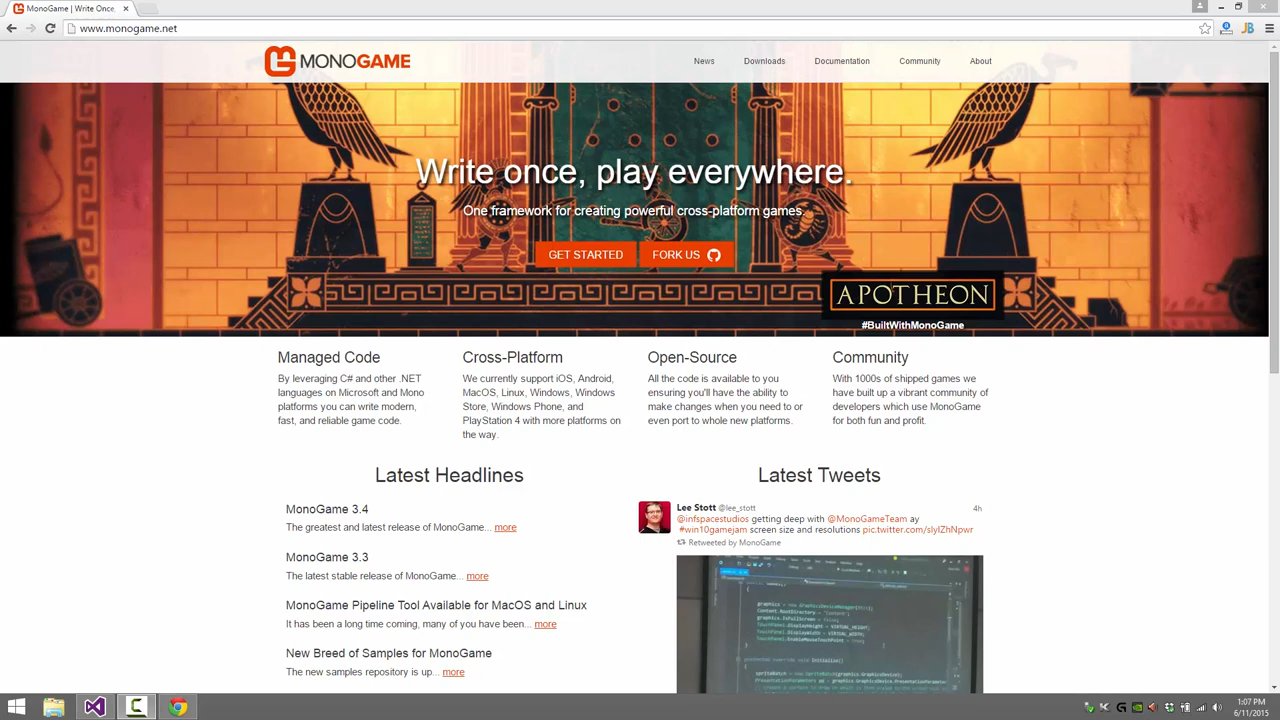 MonoGame | Write Once,
www.monogame.net
MONOGAME
News Downloads Documentation Community About
Write once, play everywhere.
One framework for creating powerful cross-platform games.
GET STARTED FORK US
APOTHEON
#BuiltWithMonoGame
Managed Code
By leveraging C# and other .NET
languages on Microsoft and Mono
platforms you can write modern,
fast, and reliable game code.
Cross-Platform
We currently support iOS, Android,
MacOS, Linux, Windows, Windows
Store, Windows Phone, and
PlayStation 4 with more platforms on
the way.
Open-Source
All the code is available to you
ensuring you'll have the ability to
make changes when you need to or
even port to whole new platforms.
Community
With 1000s of shipped games we
have built up a vibrant community of
developers which use MonoGame
for both fun and profit.
Latest Headlines
MonoGame 3.4
The greatest and latest release of MonoGame... more
MonoGame 3.3
The latest stable release of MonoGame... more
MonoGame Pipeline Tool Available for MacOS and Linux
It has been a long time coming, many of you have been... more
New Breed of Samples for MonoGame
The new samples repository is up... more
Latest Tweets
Lee Stott @lee_stott 4h
@infspacestudios getting deep with @MonoGameTeam ay
#win10gamejam screen size and resolutions pic.twitter.com/slyIZhNpwr
Retweeted by MonoGame
1:07 PM
6/11/2015